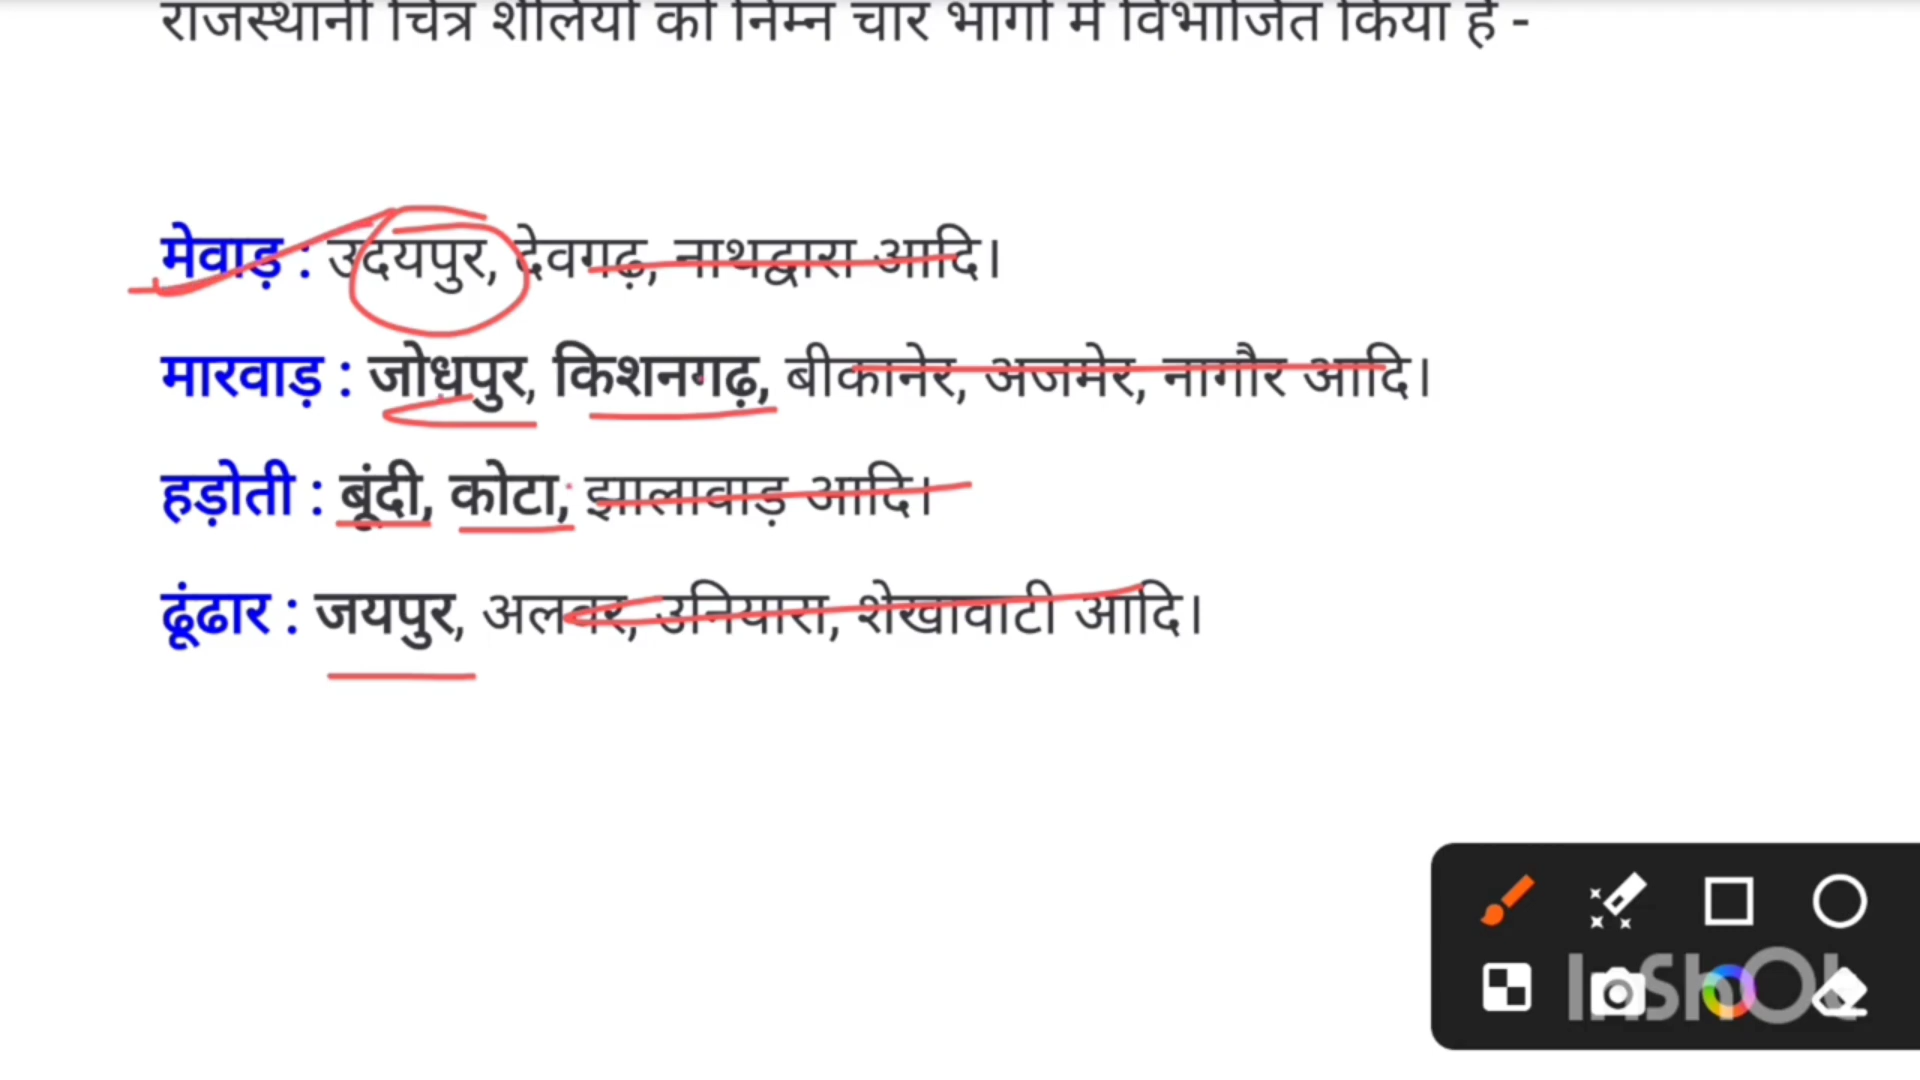 राजस्थानी चित्र शैलियों को निम्न चार भागों में विभाजित किया है -
मेवाड़ : उदयपुर, देवगढ़, नाथद्वारा आदि।
मारवाड़ : जोधपुर, किशनगढ़, बीकानेर, अजमेर, नागौर आदि।
हड़ोती : बूंदी, कोटा, झालावाड़ आदि।
ढूंढार : जयपुर, अलवर, उनियारा, शेखावाटी आदि।
InShOt